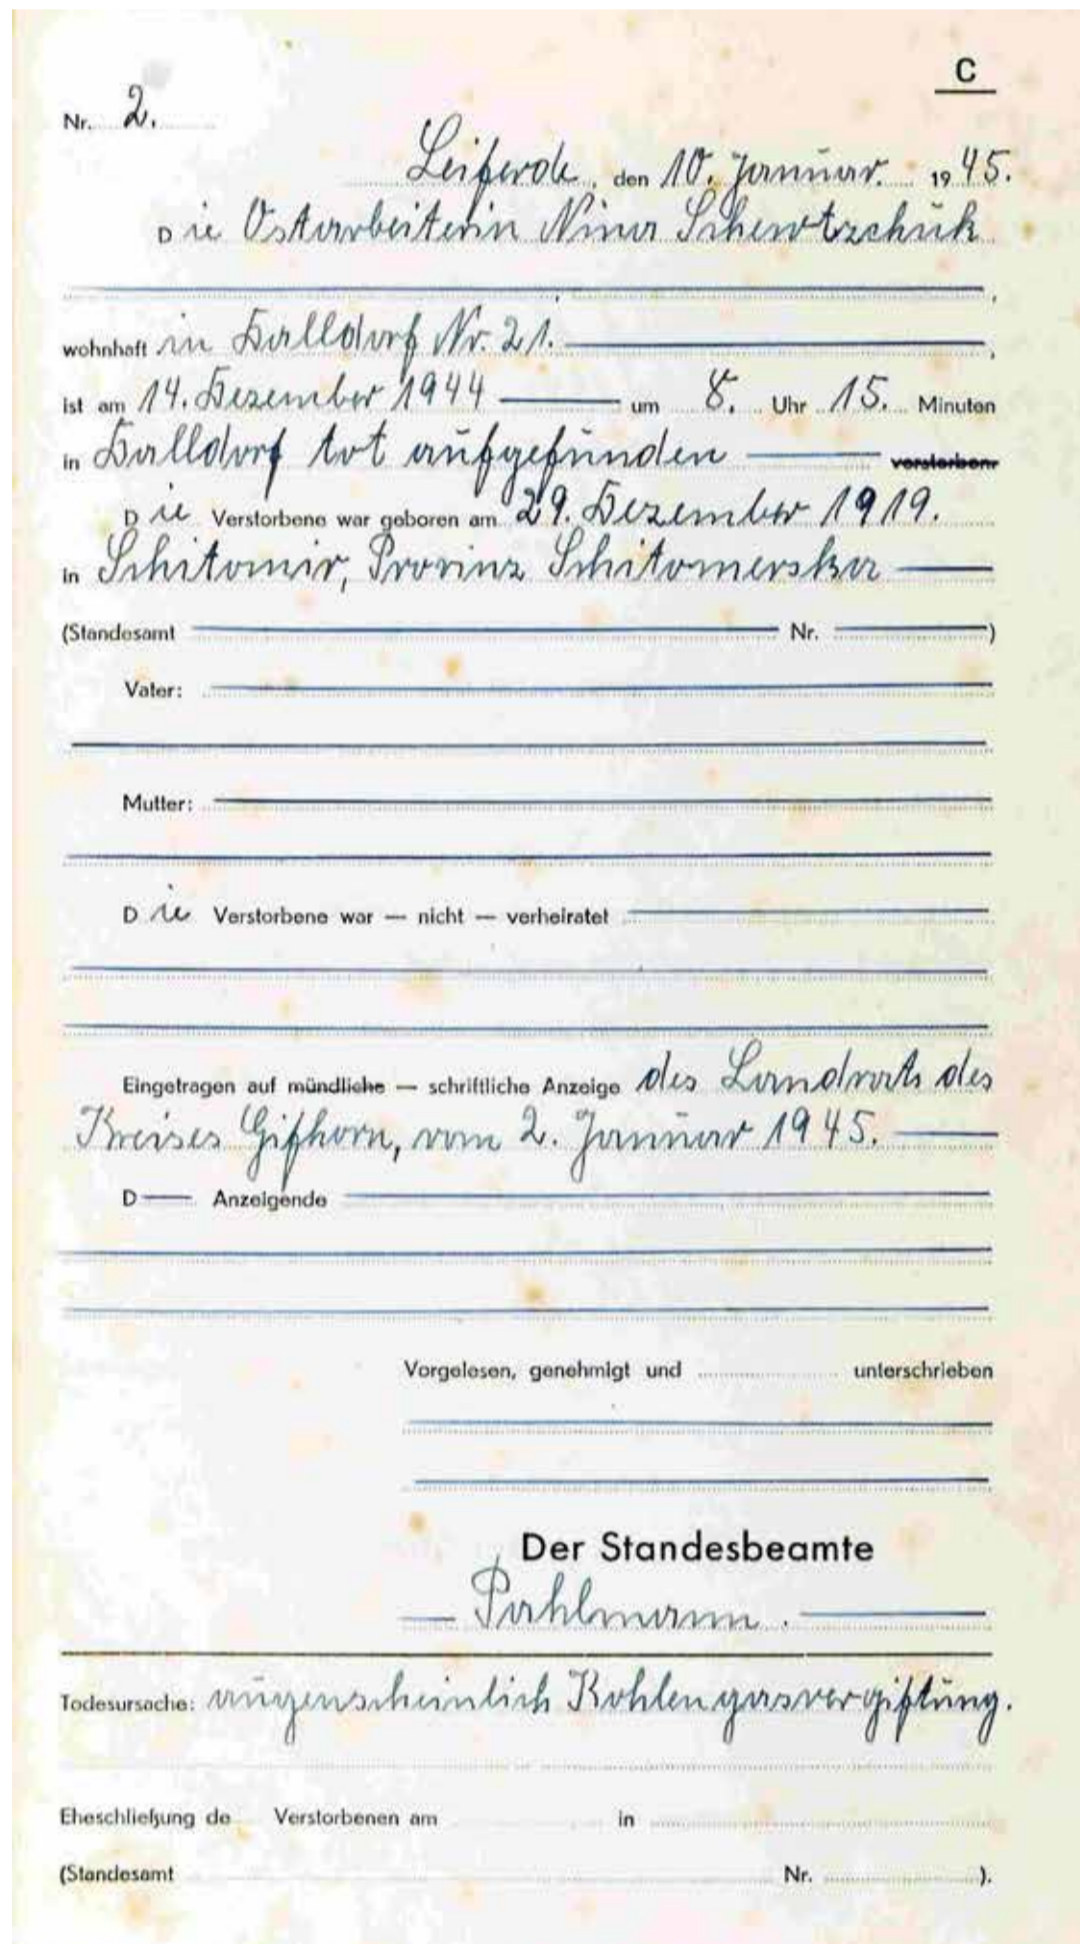 C
Nr. 2.
Leiferde, den 10. Januar 1945.
Die Ostarbeiterin Nina Schewtzchuk
wohnhaft in Dalldorf Nr. 21.
ist am 14. Dezember 1944 um 8. Uhr 15. Minuten
in Dalldorf tot aufgefunden verstorben.
Die Verstorbene war geboren am 29. Dezember 1919.
in Schitomir, Provinz Schitomerska
(Standesamt Nr. )
Vater:
Mutter:
Die Verstorbene war — nicht — verheiratet
Eingetragen auf mündliche — schriftliche Anzeige des Landrats des
Kreises Gifhorn, vom 2. Januar 1945.
D Anzeigende
Vorgelesen, genehmigt und unterschrieben
Der Standesbeamte
Pahlmann.
Todesursache: augenscheinlich Kohlengasvergiftung.
Eheschließung de Verstorbenen am in
(Standesamt Nr. ).